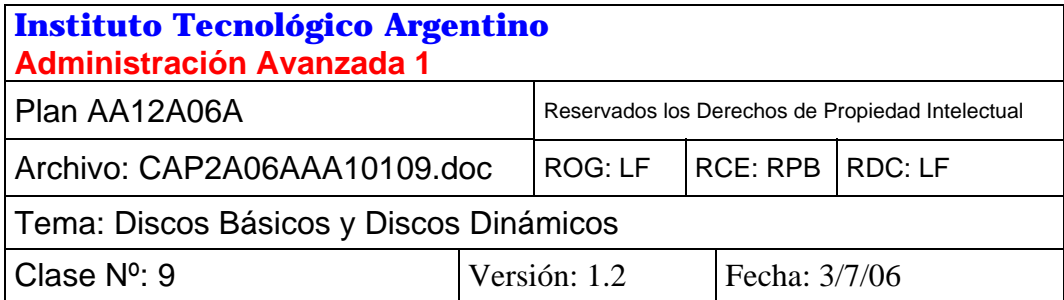 Instituto Tecnológico Argentino
Administración Avanzada 1
Plan AA12A06A Reservados los Derechos de Propiedad Intelectual
Archivo: CAP2A06AAA10109.doc ROG: LF RCE: RPB RDC: LF
Tema: Discos Básicos y Discos Dinámicos
Clase Nº: 9 Versión: 1.2 Fecha: 3/7/06